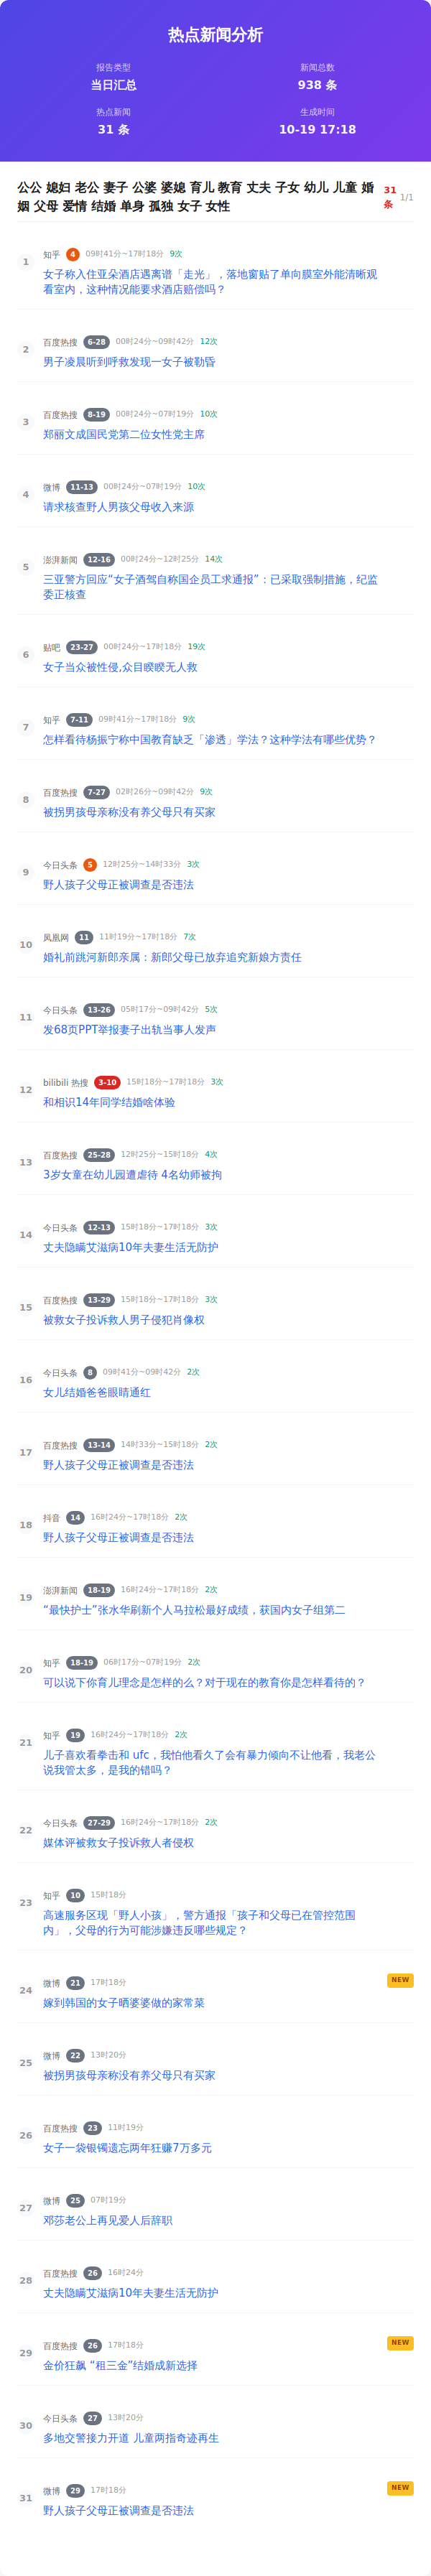 热点新闻分析
报告类型
当日汇总
新闻总数
938 条
热点新闻
31 条
生成时间
10-19 17:18
公公 媳妇 老公 妻子 公婆 婆媳 育儿 教育 丈夫 子女 幼儿 儿童 婚
姻 父母 爱情 结婚 单身 孤独 女子 女性
31
条
1/1
1
知乎 4 09时41分~17时18分 9次
女子称入住亚朵酒店遇离谱「走光」，落地窗贴了单向膜室外能清晰观
看室内，这种情况能要求酒店赔偿吗？
2
百度热搜 6-28 00时24分~09时42分 12次
男子凌晨听到呼救发现一女子被勒昏
3
百度热搜 8-19 00时24分~07时19分 10次
郑丽文成国民党第二位女性党主席
4
微博 11-13 00时24分~07时19分 10次
请求核查野人男孩父母收入来源
5
澎湃新闻 12-16 00时24分~12时25分 14次
三亚警方回应“女子酒驾自称国企员工求通报”：已采取强制措施，纪监
委正核查
6
贴吧 23-27 00时24分~17时18分 19次
女子当众被性侵,众目睽睽无人救
7
知乎 7-11 09时41分~17时18分 9次
怎样看待杨振宁称中国教育缺乏「渗透」学法？这种学法有哪些优势？
8
百度热搜 7-27 02时26分~09时42分 9次
被拐男孩母亲称没有养父母只有买家
9
今日头条 5 12时25分~14时33分 3次
野人孩子父母正被调查是否违法
10
凤凰网 11 11时19分~17时18分 7次
婚礼前跳河新郎亲属：新郎父母已放弃追究新娘方责任
11
今日头条 13-26 05时17分~09时42分 5次
发68页PPT举报妻子出轨当事人发声
12
bilibili 热搜 3-10 15时18分~17时18分 3次
和相识14年同学结婚啥体验
13
百度热搜 25-28 12时25分~15时18分 4次
3岁女童在幼儿园遭虐待 4名幼师被拘
14
今日头条 12-13 15时18分~17时18分 3次
丈夫隐瞒艾滋病10年夫妻生活无防护
15
百度热搜 13-29 15时18分~17时18分 3次
被救女子投诉救人男子侵犯肖像权
16
今日头条 8 09时41分~09时42分 2次
女儿结婚爸爸眼睛通红
17
百度热搜 13-14 14时33分~15时18分 2次
野人孩子父母正被调查是否违法
18
抖音 14 16时24分~17时18分 2次
野人孩子父母正被调查是否违法
19
澎湃新闻 18-19 16时24分~17时18分 2次
“最快护士”张水华刷新个人马拉松最好成绩，获国内女子组第二
20
知乎 18-19 06时17分~07时19分 2次
可以说下你育儿理念是怎样的么？对于现在的教育你是怎样看待的？
21
知乎 19 16时24分~17时18分 2次
儿子喜欢看拳击和 ufc，我怕他看久了会有暴力倾向不让他看，我老公
说我管太多，是我的错吗？
22
今日头条 27-29 16时24分~17时18分 2次
媒体评被救女子投诉救人者侵权
23
知乎 10 15时18分
高速服务区现「野人小孩」，警方通报「孩子和父母已在管控范围
内」，父母的行为可能涉嫌违反哪些规定？
24
微博 21 17时18分
NEW
嫁到韩国的女子晒婆婆做的家常菜
25
微博 22 13时20分
被拐男孩母亲称没有养父母只有买家
26
百度热搜 23 11时19分
女子一袋银镯遗忘两年狂赚7万多元
27
微博 25 07时19分
邓莎老公上再见爱人后辞职
28
百度热搜 26 16时24分
丈夫隐瞒艾滋病10年夫妻生活无防护
29
百度热搜 26 17时18分
NEW
金价狂飙 “租三金”结婚成新选择
30
今日头条 27 13时20分
多地交警接力开道 儿童两指奇迹再生
31
微博 29 17时18分
NEW
野人孩子父母正被调查是否违法